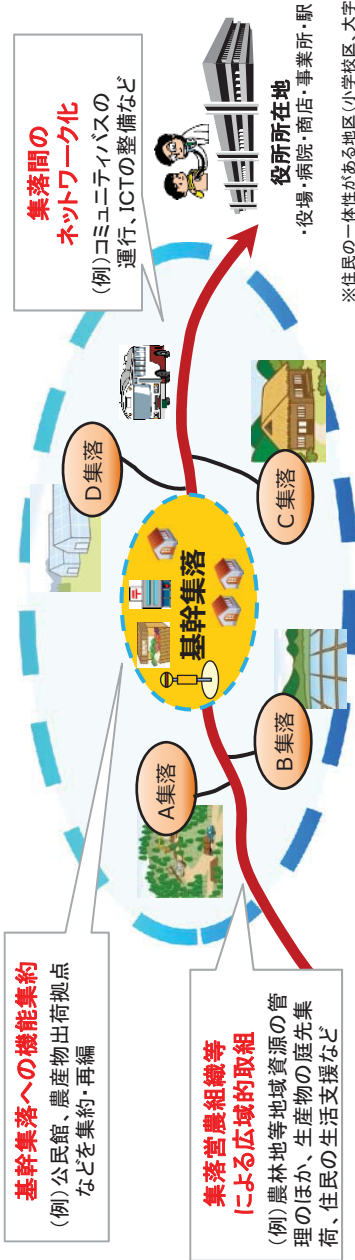 基幹集落への機能集約
(例)公民館、農産物出荷拠点
などを集約・再編
集落間の
ネットワーク化
(例)コミュニティバスの
運行、ICTの整備など
集落営農組織等
による広域的取組
(例)農林地等地域資源の管
理のほか、生産物の庭先集
荷、住民の生活支援など
A集落
B集落
基幹集落
〒
D集落
C集落
役所所在地
・役場・病院・商店・事業所・駅
※住民の一体性がある地区(小学校区、大字